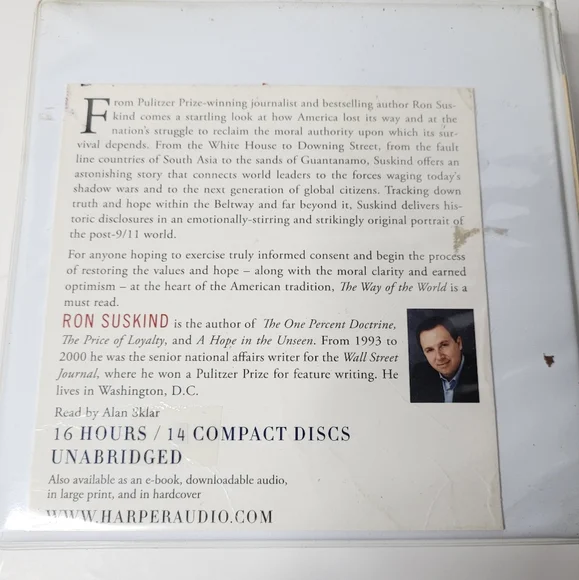 From Pulitzer Prize-winning journalist and bestselling author Ron Sus-
kind comes a startling look at how America lost its way and at the
nation's struggle to reclaim the moral authority upon which its sur-
vival depends. From the White House to Downing Street, from the fault
line countries of South Asia to the sands of Guantanamo, Suskind offers an
astonishing story that connects world leaders to the forces waging today's
shadow wars and to the next generation of global citizens. Tracking down
truth and hope within the Beltway and far beyond it, Suskind delivers his-
toric disclosures in an emotionally-stirring and strikingly original portrait of
the post-9/11 world.
For anyone hoping to exercise truly informed consent and begin the process
of restoring the values and hope – along with the moral clarity and earned
optimism – at the heart of the American tradition, The Way of the World is a
must read.
RON SUSKIND is the author of The One Percent Doctrine,
The Price of Loyalty, and A Hope in the Unseen. From 1993 to
2000 he was the senior national affairs writer for the Wall Street
Journal, where he won a Pulitzer Prize for feature writing. He
lives in Washington, D.C.
Read by Alan Sklar
16 HOURS / 14 COMPACT DISCS
UNABRIDGED
Also available as an e-book, downloadable audio,
in large print, and in hardcover
WWW.HARPERAUDIO.COM